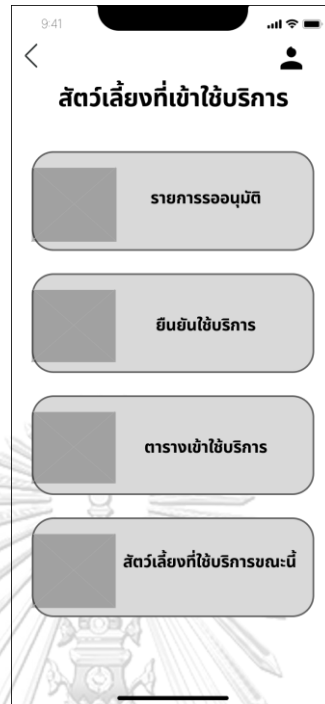 9:41
สัตว์เลี้ยงที่เข้าใช้บริการ
รายการรออนุมัติ
ยืนยันใช้บริการ
ตารางเข้าใช้บริการ
สัตว์เลี้ยงที่ใช้บริการขณะนี้